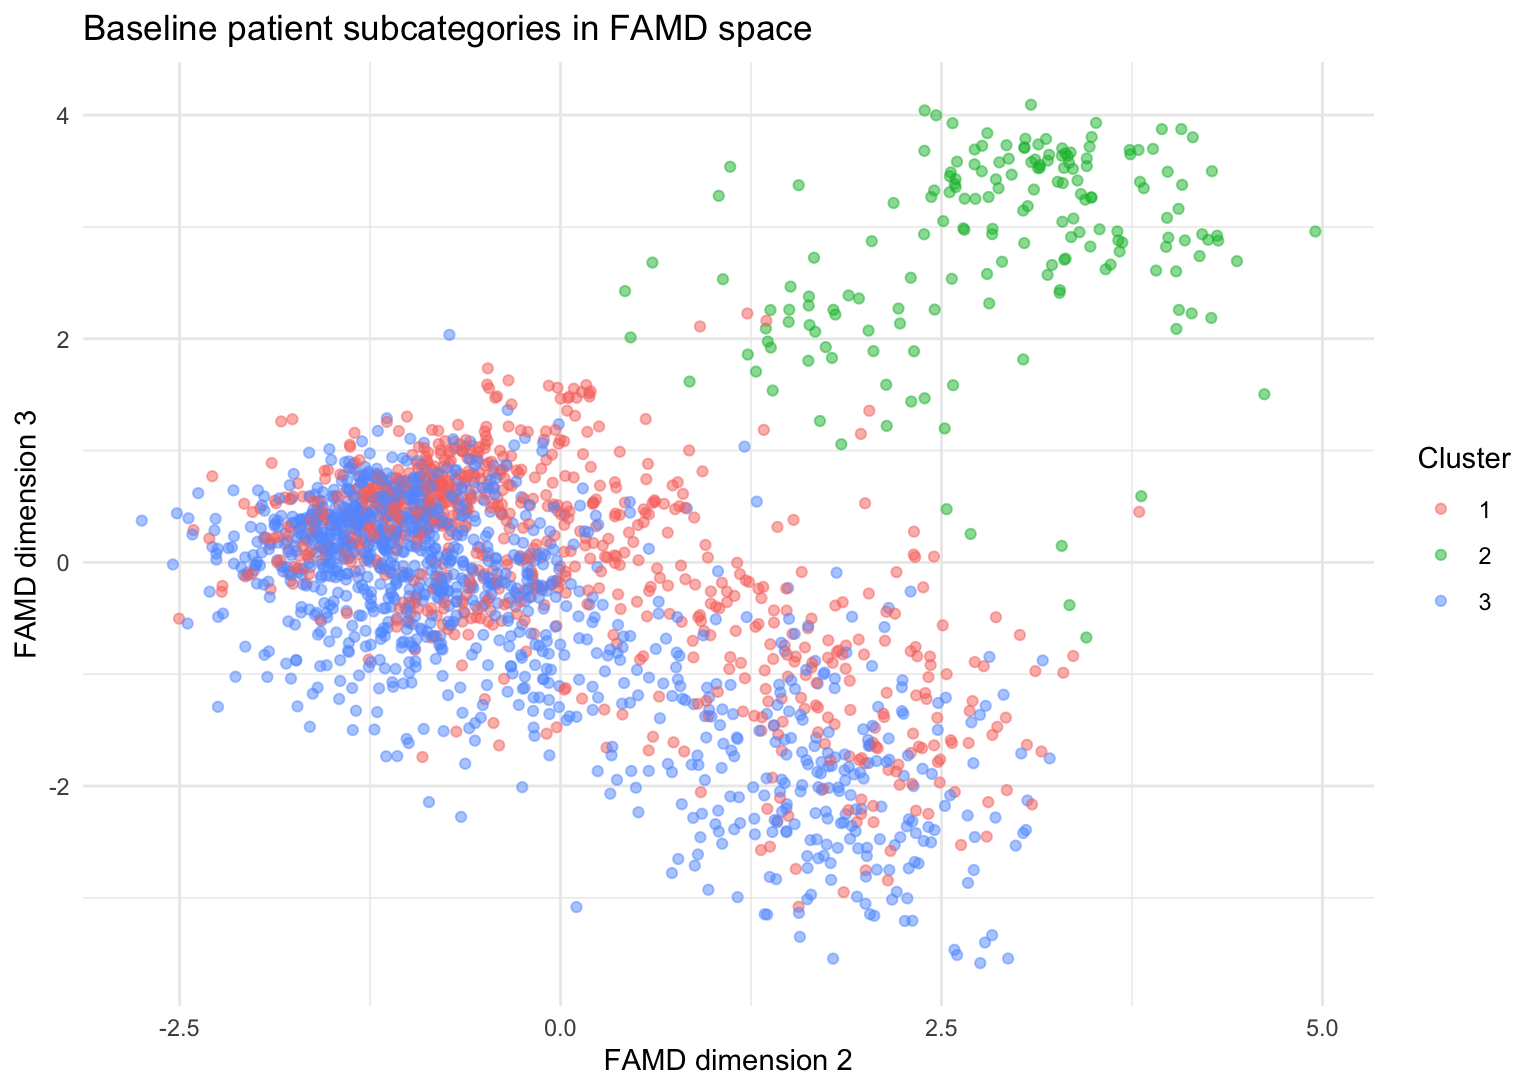 Baseline patient subcategories in FAMD space
4
2
0
-2
FAMD dimension 3
-2.5
0.0
2.5
5.0
FAMD dimension 2
Cluster
1
2
3